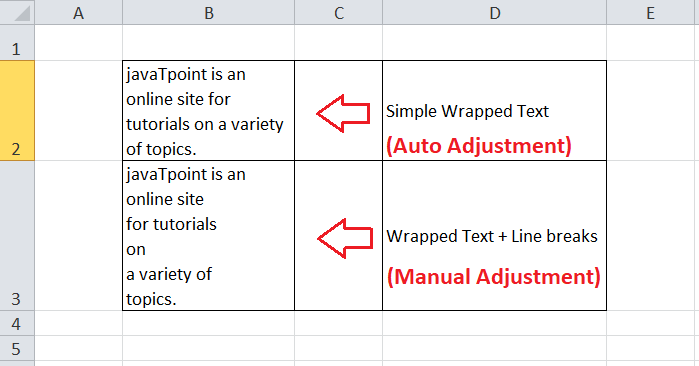 A B C D E
1
javaTpoint is an
online site for
tutorials on a variety
of topics.
Simple Wrapped Text
(Auto Adjustment)
2
javaTpoint is an
online site
for tutorials
on
a variety of
topics.
Wrapped Text + Line breaks
(Manual Adjustment)
3
4
5